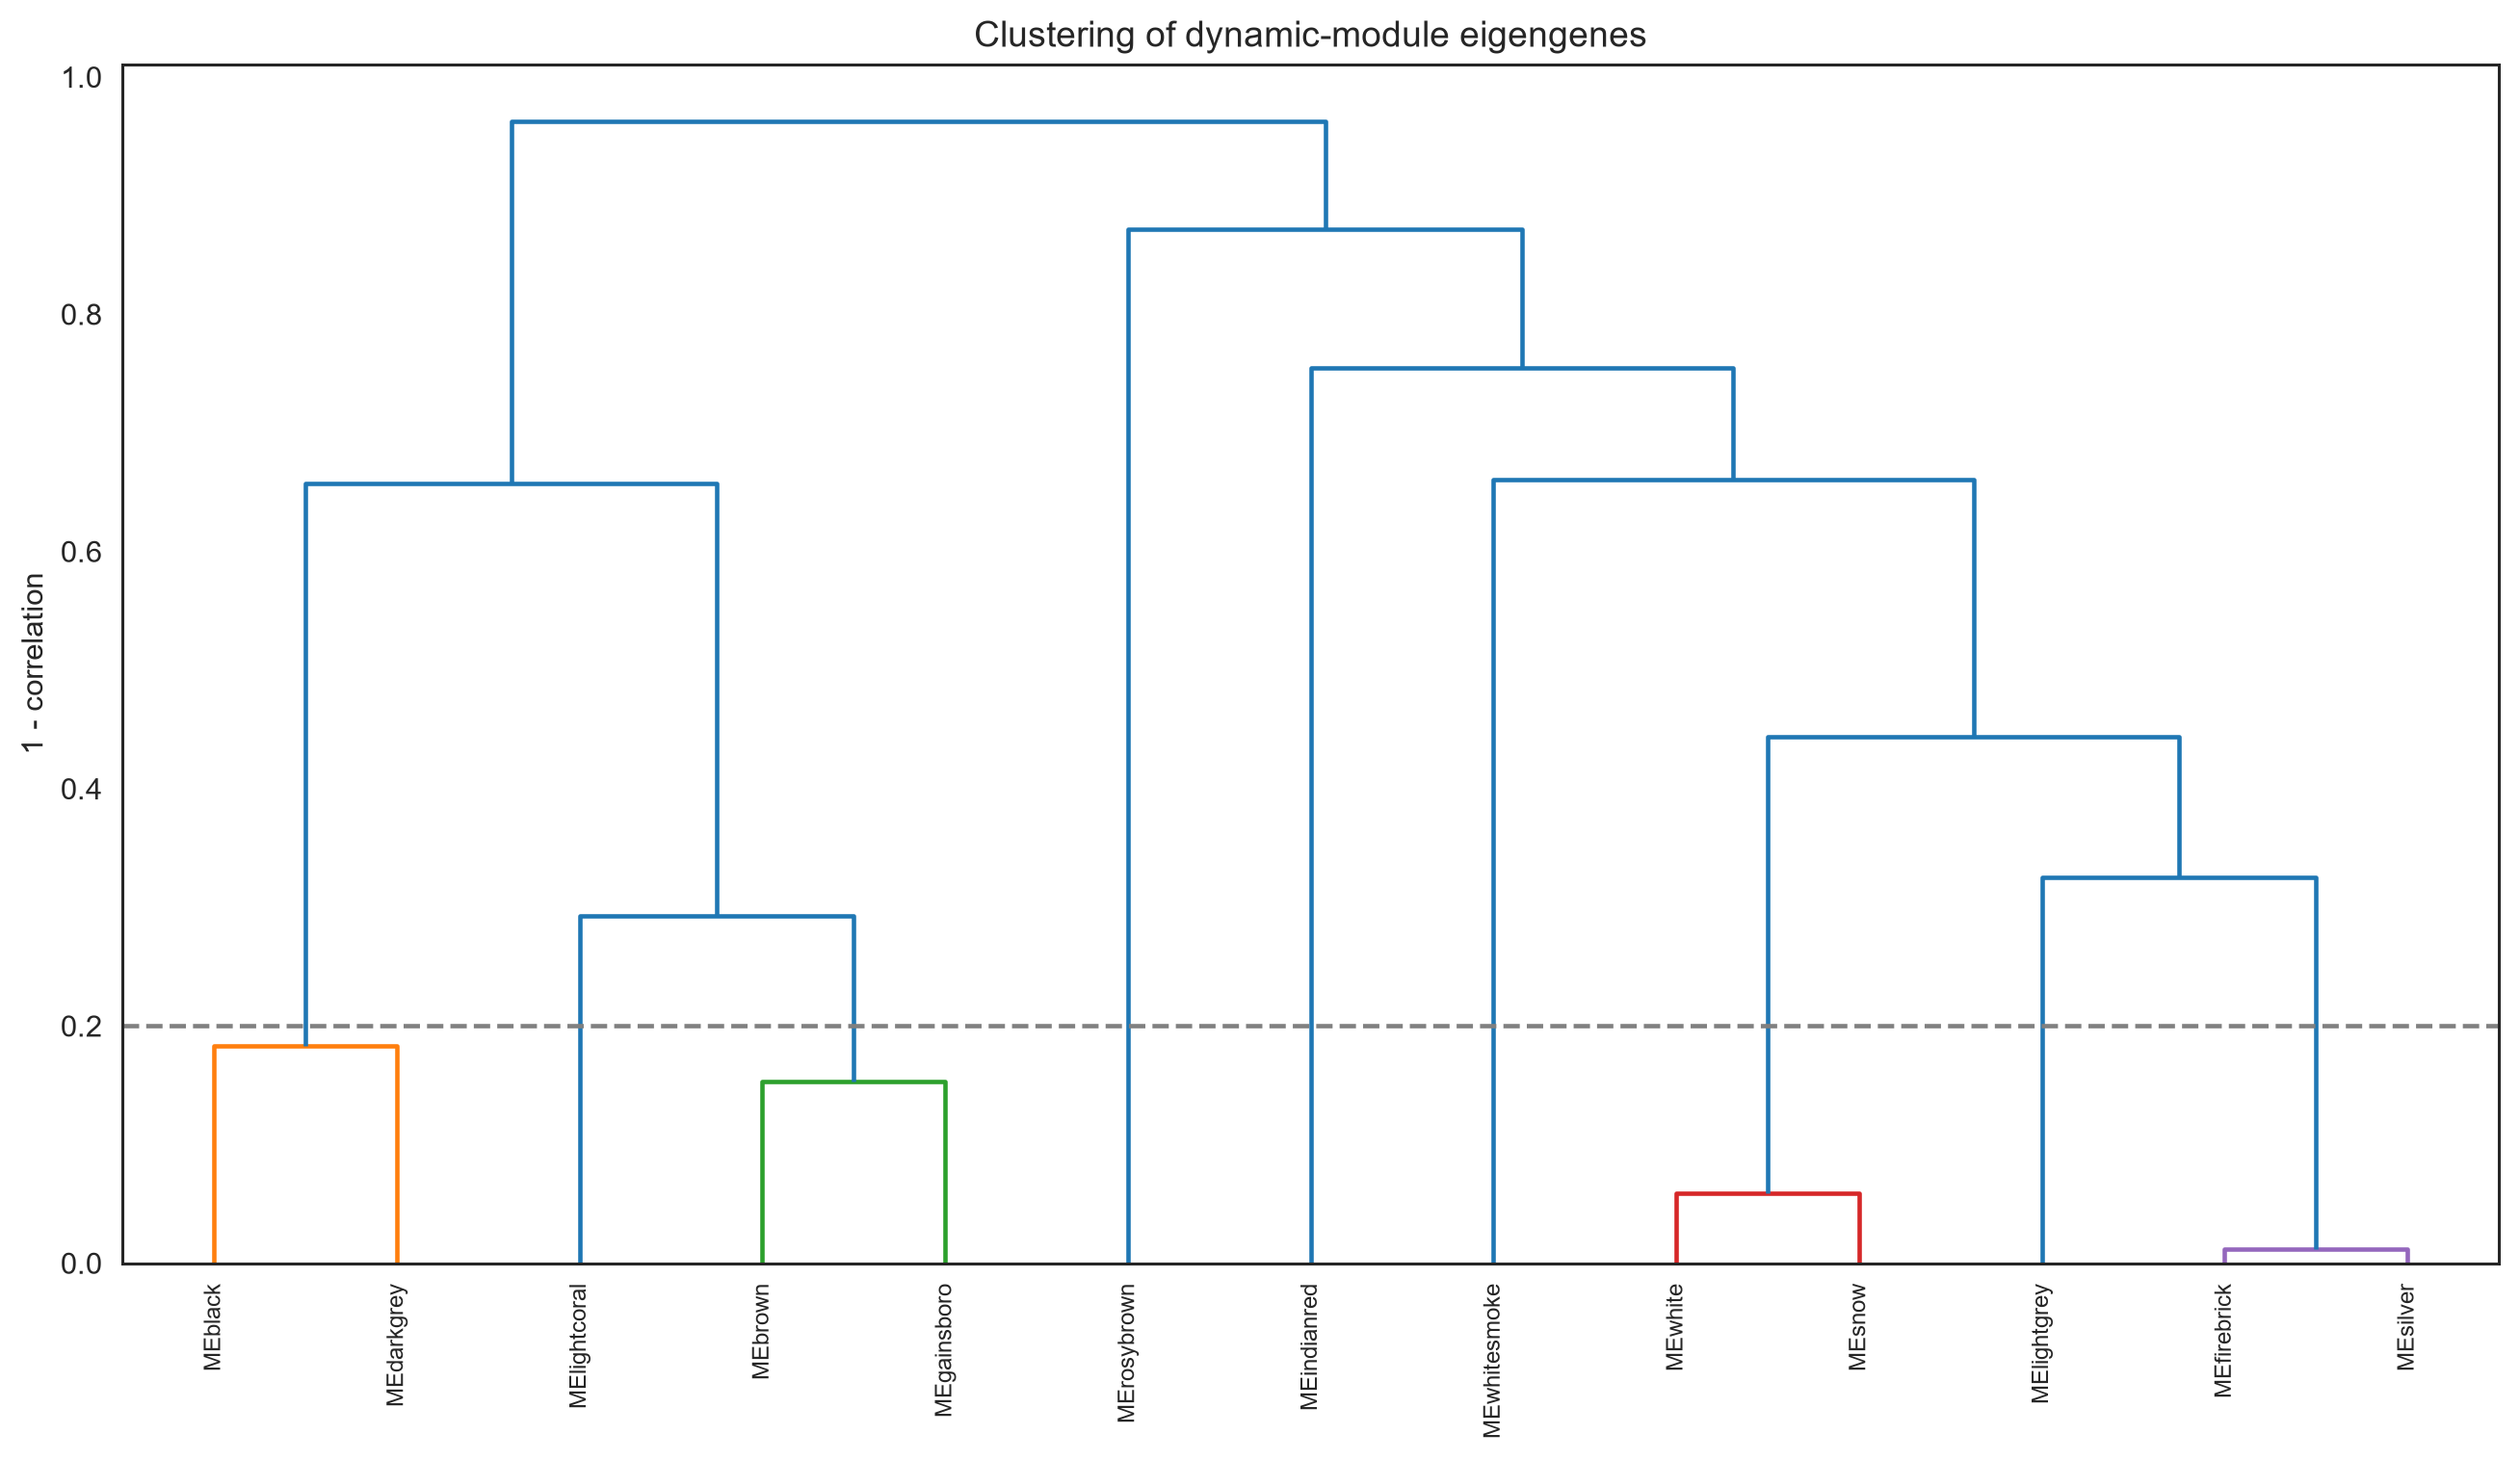 Clustering of dynamic-module eigengenes
1.0
0.8
0.6
0.4
0.2
0.0
1 - correlation
MEblack
MEdarkgrey
MElightcoral
MEbrown
MEgainsboro
MErosybrown
MEindianred
MEwhitesmoke
MEwhite
MEsnow
MElightgrey
MEfirebrick
MEsilver